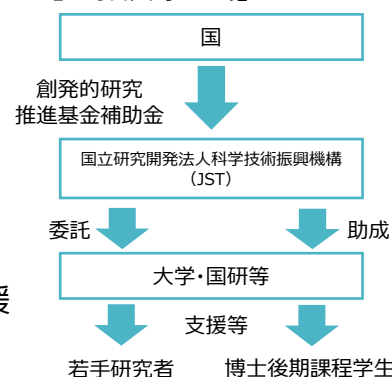 国
創発的研究
推進基金補助金
国立研究開発法人科学技術振興機構
（JST）
委託
助成
大学・国研等
援
支援等
若手研究者
博士後期課程学生